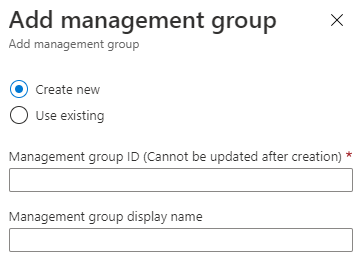 Add management group
Add management group
Create new
Use existing
Management group ID (Cannot be updated after creation) *
Management group display name